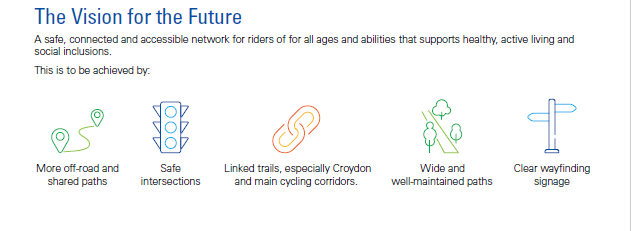 The Vision for the Future
A safe, connected and accessible network for riders of for all ages and abilities that supports healthy, active living and
social inclusions.
This is to be achieved by:
More off-road and
shared paths
Safe
intersections
Linked trails, especially Croydon
and main cycling corridors.
Wide and
well-maintained paths
Clear wayfinding
signage